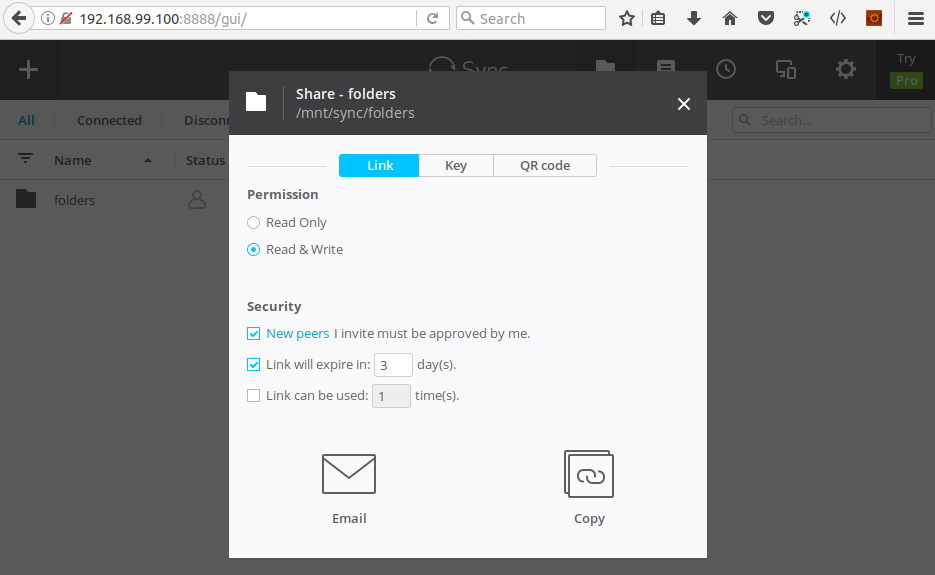 192.168.99.100:8888/gui/
Search
Sync
Try
Pro
Share - folders
/mnt/sync/folders
All
Connected
Disconn
Search...
Link
Key
QR code
Name
Status
Permission
folders
Read Only
Read & Write
Security
New peers I invite must be approved by me.
Link will expire in: 3 day(s).
Link can be used: 1 time(s).
Email
Copy